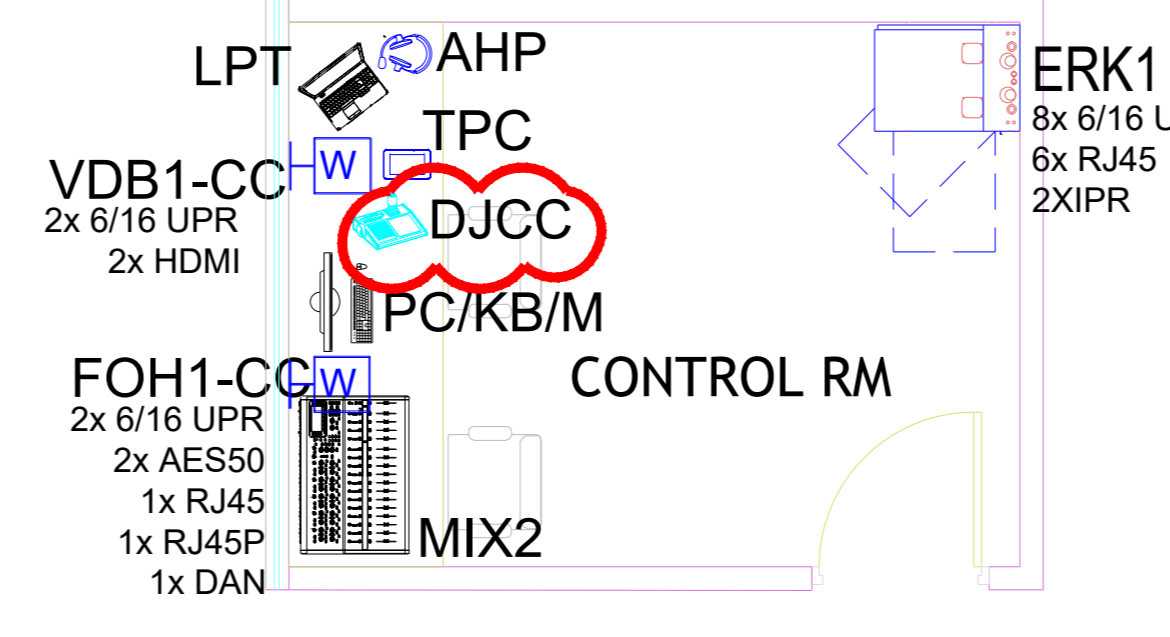 LPT
AHP
TPC
VDB1-CC
W
2x 6/16 UPR
2x HDMI
DJCC
PC/KB/M
FOH1-CC
W
2x 6/16 UPR
2x AES50
1x RJ45
1x RJ45P
1x DAN
MIX2
CONTROL RM
ERK1
8x 6/16 U
6x RJ45
2XIPR